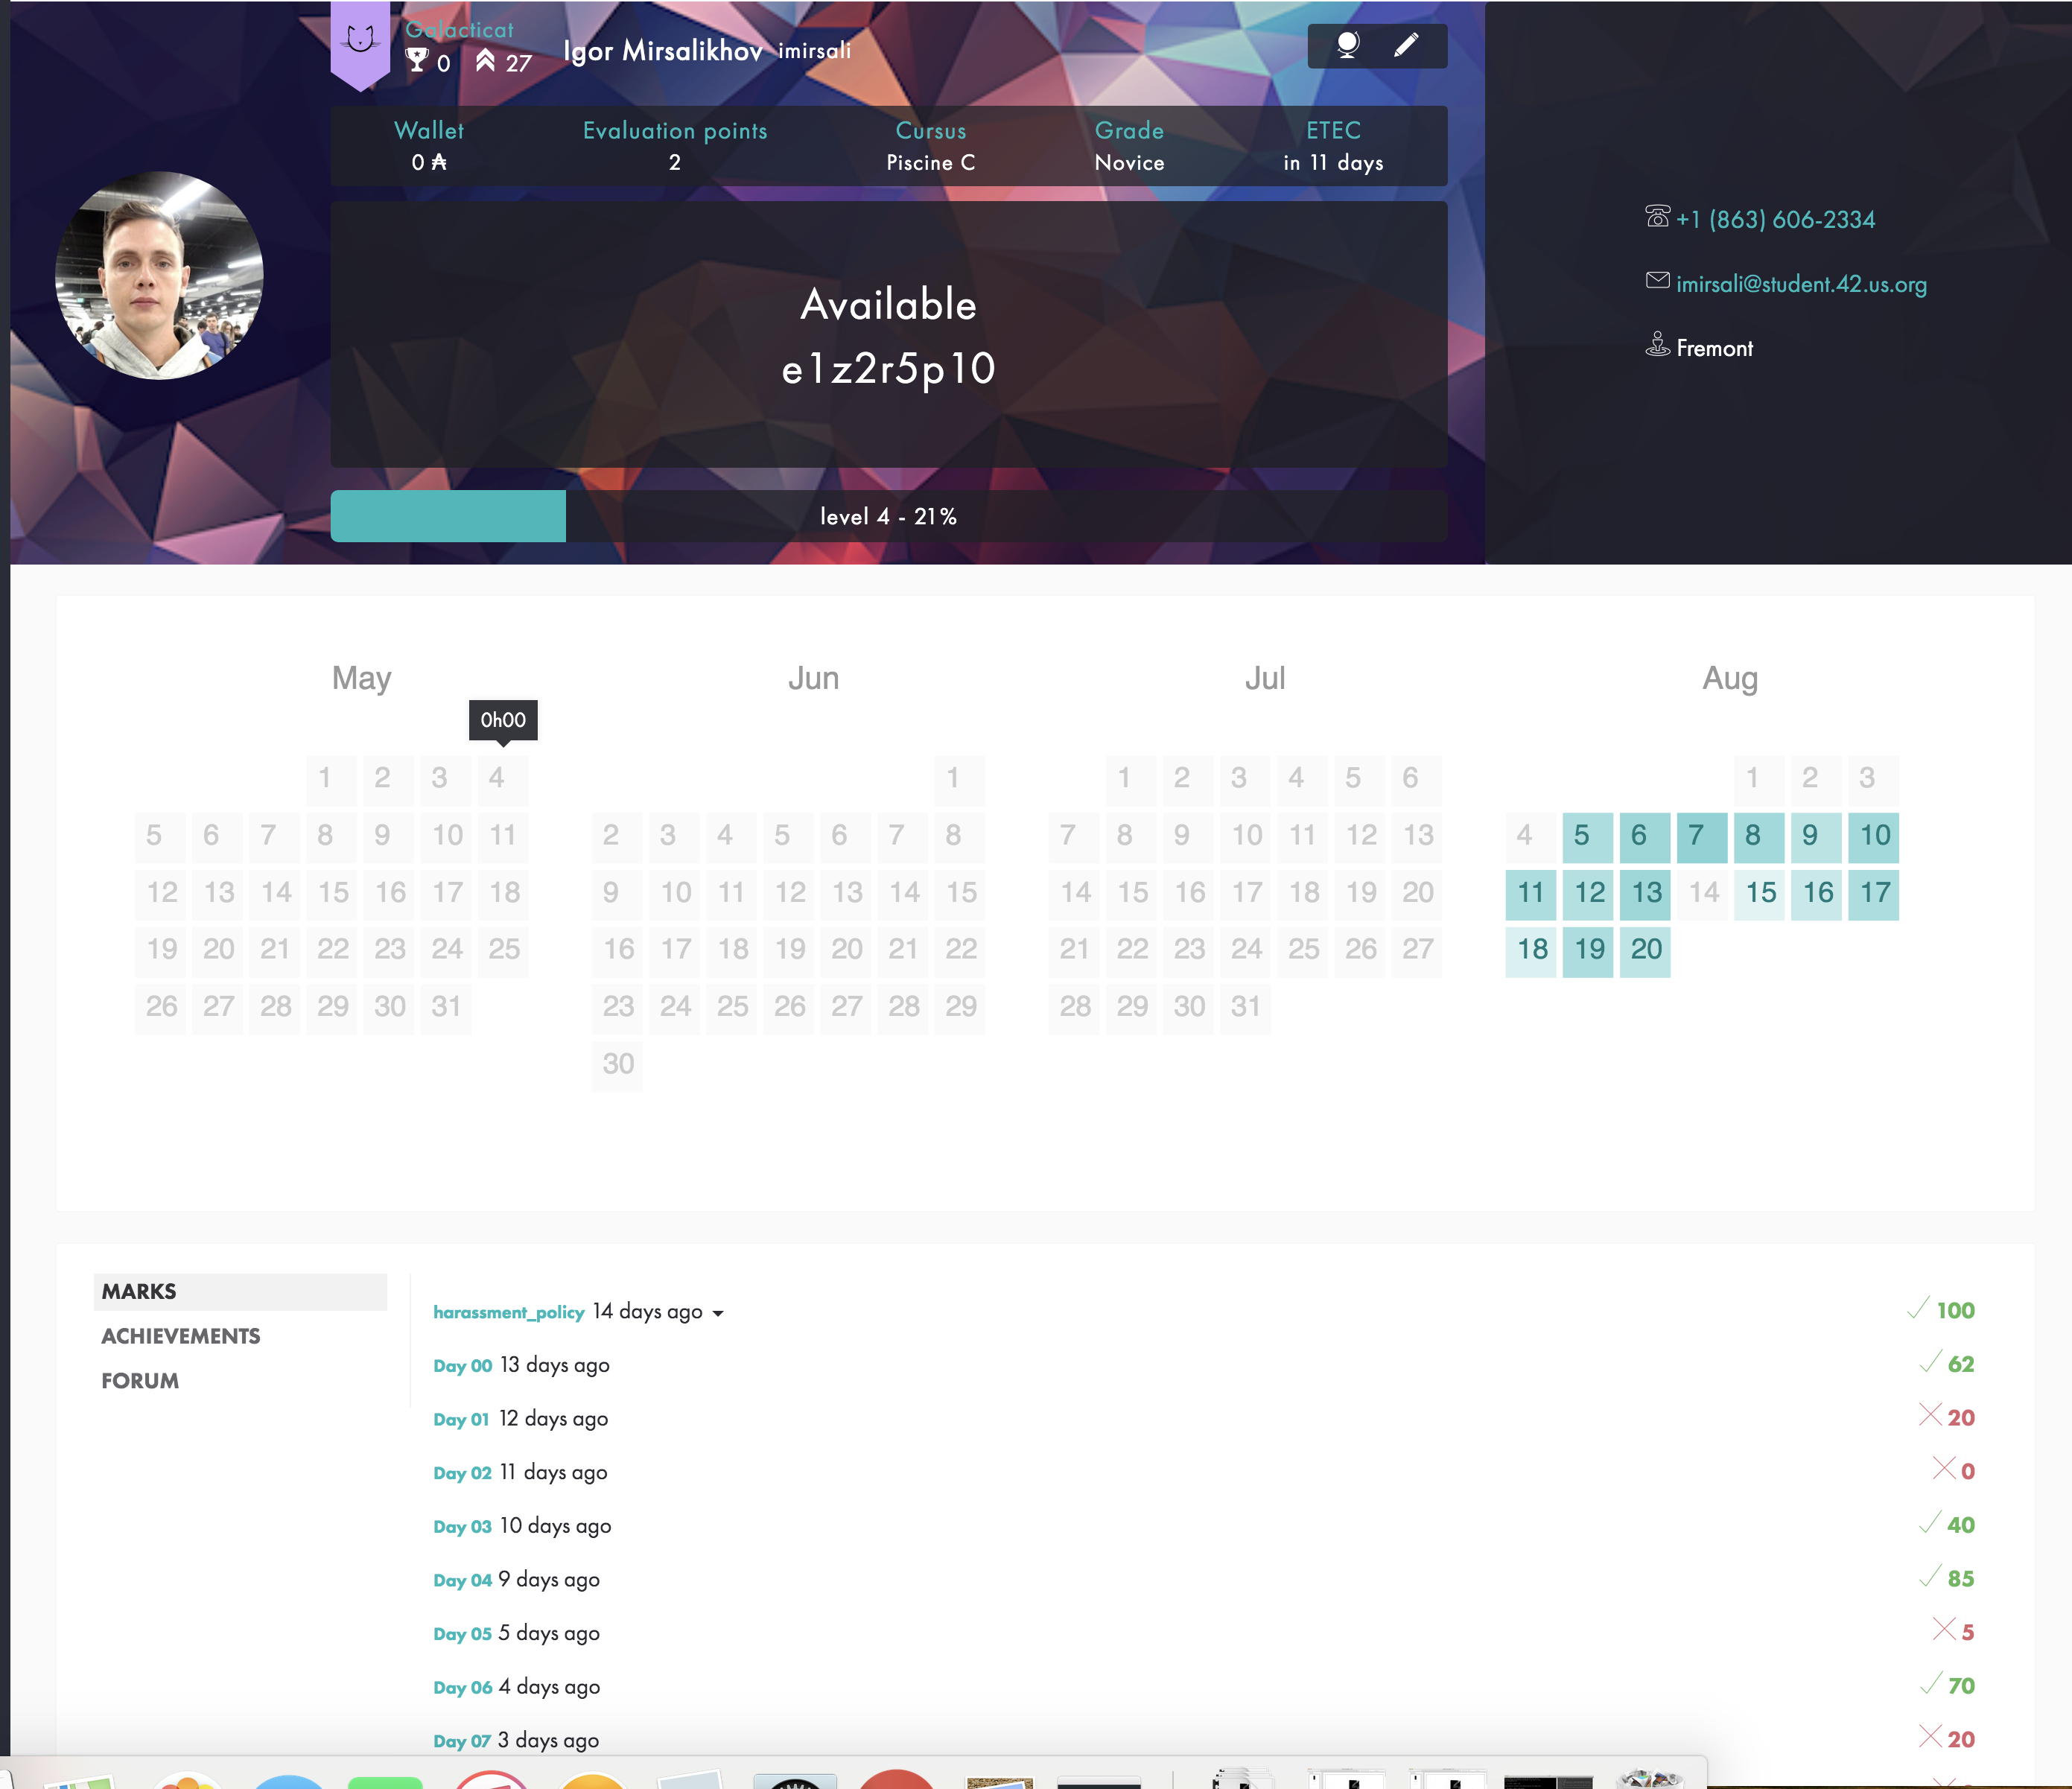 Galacticat
0 27 Igor Mirsalikhov imirsali
Wallet Evaluation points Cursus Grade ETEC
0 ₳ 2 Piscine C Novice in 11 days
Available
e1z2r5p10
level 4 - 21%
+1 (863) 606-2334
imirsali@student.42.us.org
Fremont
May
0h00
1 2 3 4
5 6 7 8 9 10 11
12 13 14 15 16 17 18
19 20 21 22 23 24 25
26 27 28 29 30 31
Jun
1
2 3 4 5 6 7 8
9 10 11 12 13 14 15
16 17 18 19 20 21 22
23 24 25 26 27 28 29
30
Jul
1 2 3 4 5 6
7 8 9 10 11 12 13
14 15 16 17 18 19 20
21 22 23 24 25 26 27
28 29 30 31
Aug
1 2 3
4 5 6 7 8 9 10
11 12 13 14 15 16 17
18 19 20
MARKS
ACHIEVEMENTS
FORUM
harassment_policy 14 days ago 100
Day 00 13 days ago 62
Day 01 12 days ago 20
Day 02 11 days ago 0
Day 03 10 days ago 40
Day 04 9 days ago 85
Day 05 5 days ago 5
Day 06 4 days ago 70
Day 07 3 days ago 20